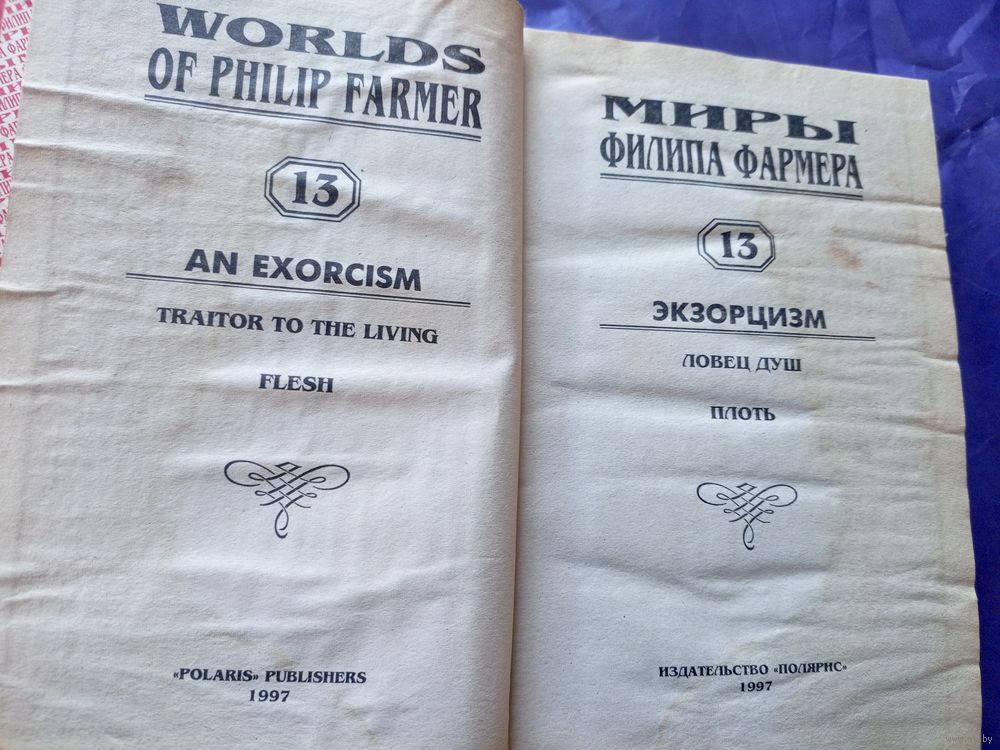 WORLDS
OF PHILIP FARMER
13
AN EXORCISM
TRAITOR TO THE LIVING
FLESH
«POLARIS» PUBLISHERS
1997
МИРЫ
ФИЛИПА ФАРМЕРА
13
ЭКЗОРЦИЗМ
ЛОВЕЦ ДУШ
ПЛОТЬ
ИЗДАТЕЛЬСТВО «ПОЛЯРИС»
1997